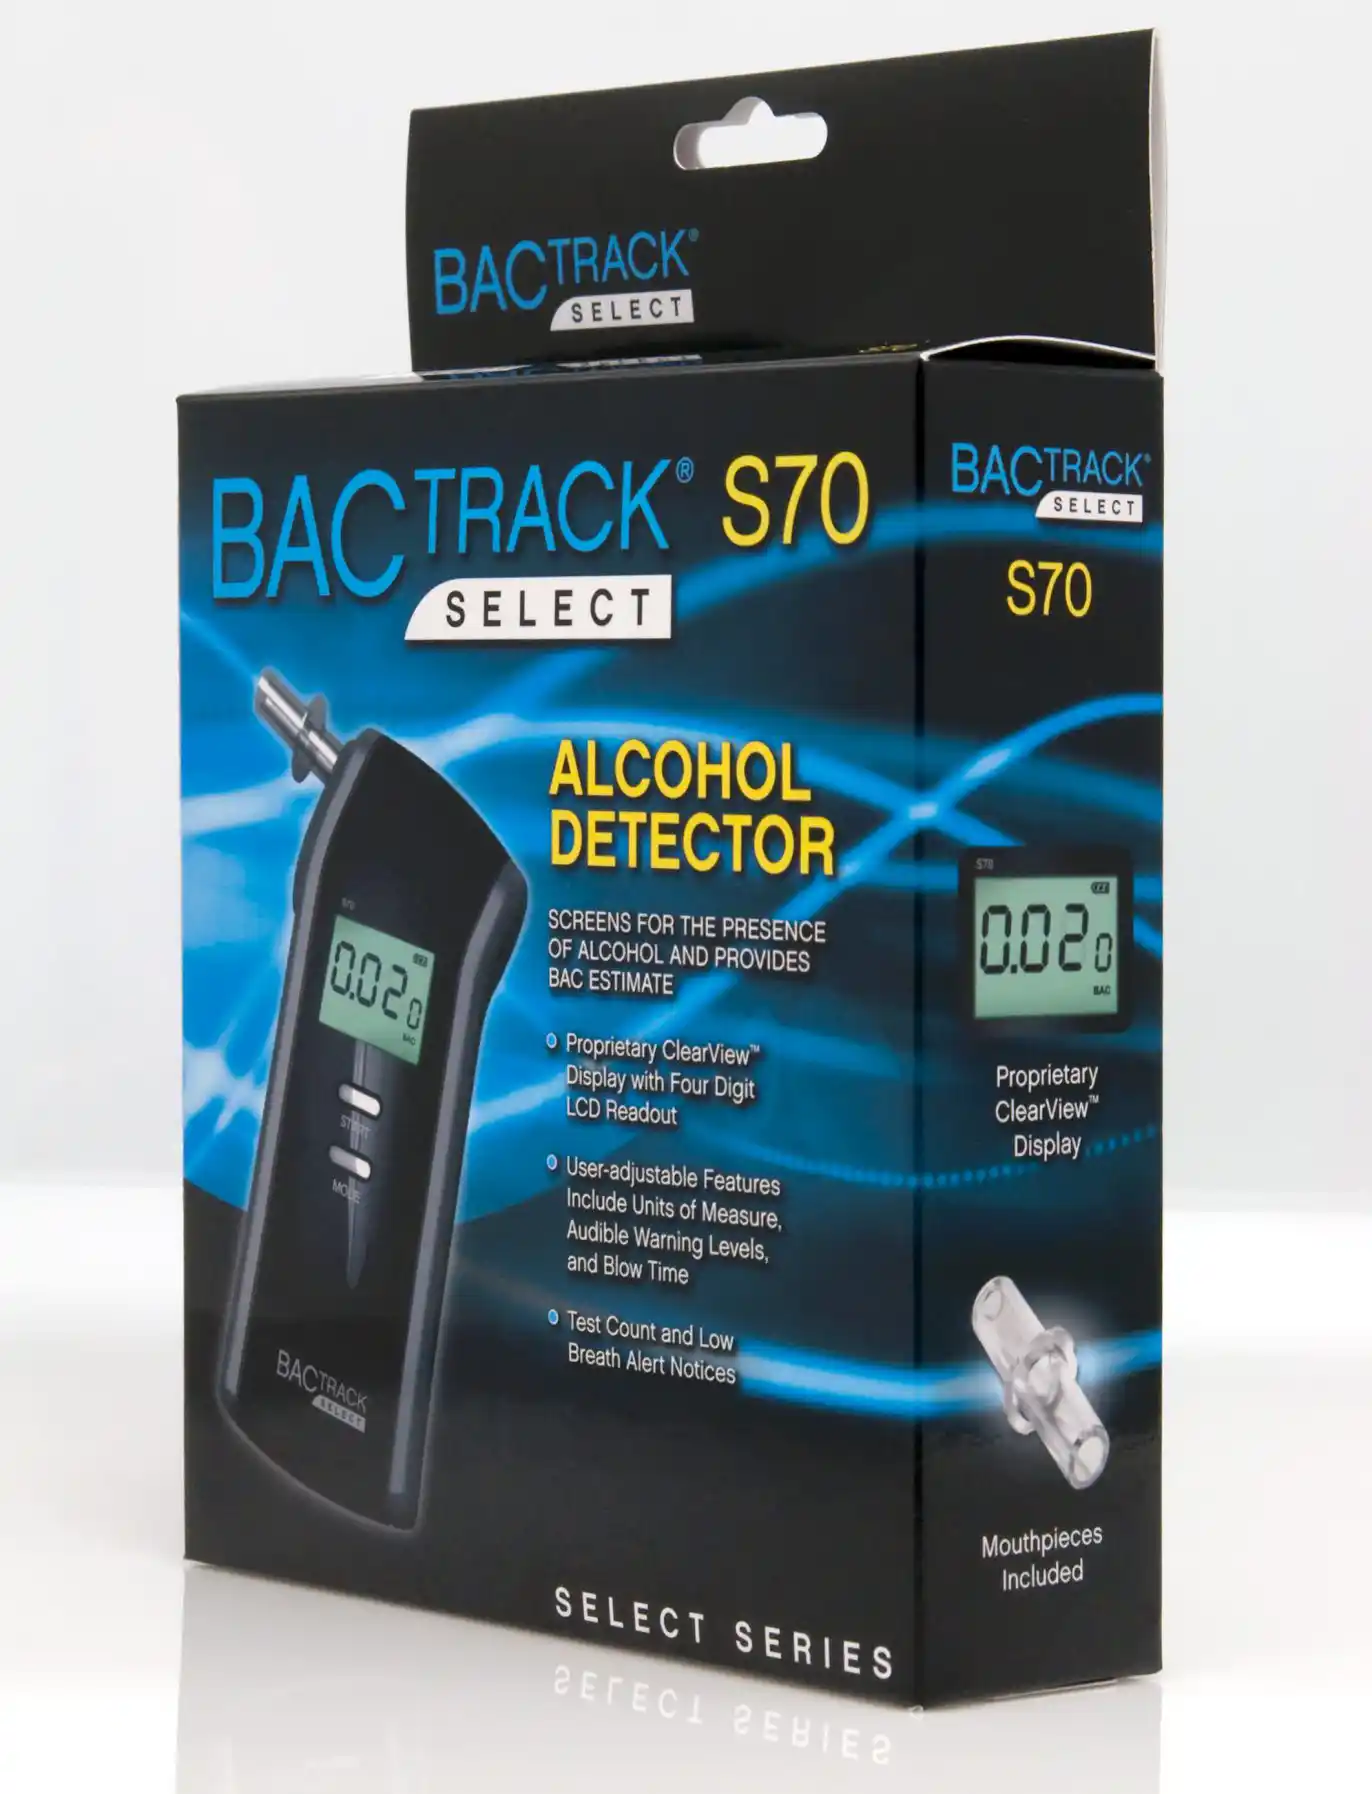 BACTRACK®
SELECT
BACTRACK® S70
SELECT
ALCOHOL
DETECTOR
SCREENS FOR THE PRESENCE
OF ALCOHOL AND PROVIDES
BAC ESTIMATE
Proprietary ClearView™
Display with Four Digit
LCD Readout
User-adjustable Features
Include Units of Measure,
Audible Warning Levels,
and Blow Time
Test Count and Low
Breath Alert Notices
S70
0.020
BAC
START
MODE
BACTRACK
SELECT
SELECT SERIES
BACTRACK®
SELECT
S70
S70
0.020
BAC
Proprietary
ClearView™
Display
Mouthpieces
Included